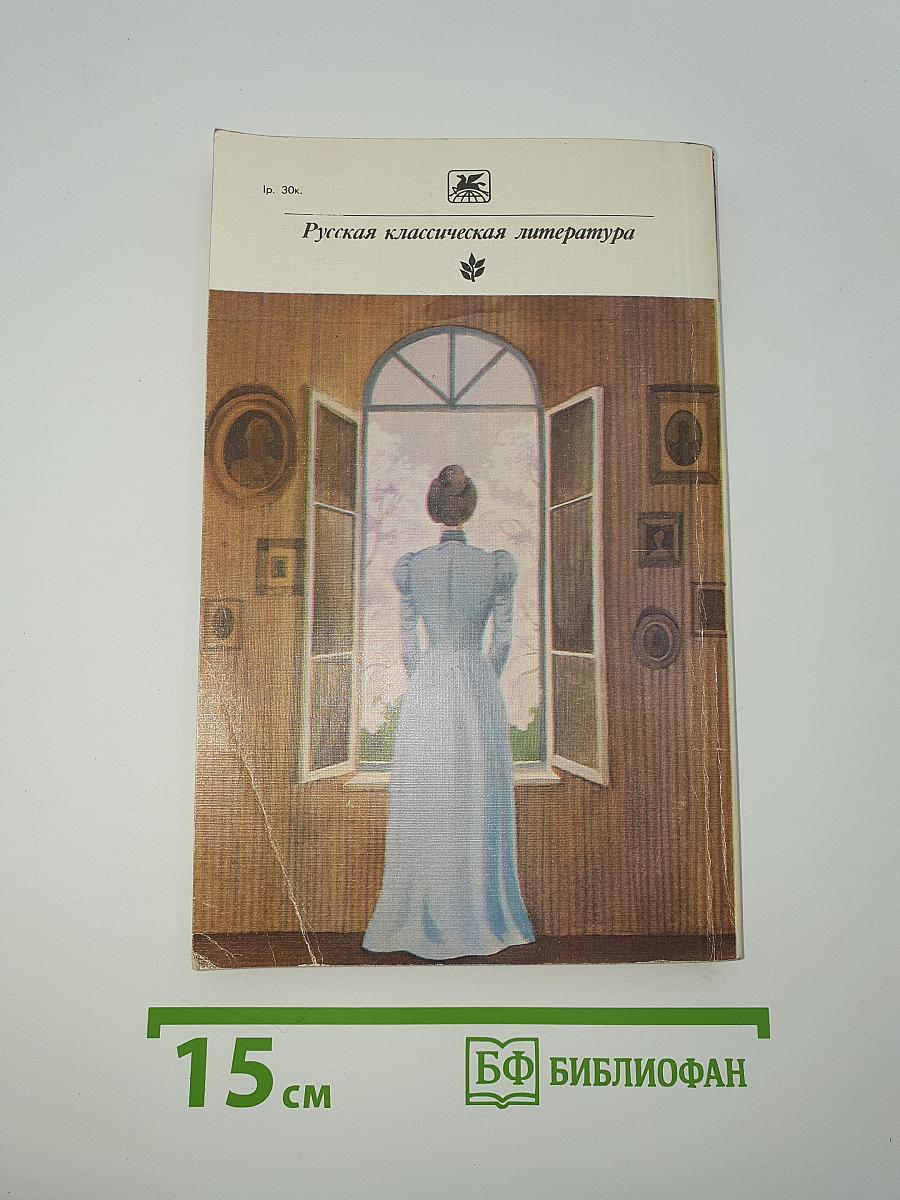 1р. 30к.
Русская классическая литература
15 см
БФ БИБЛИОФАН